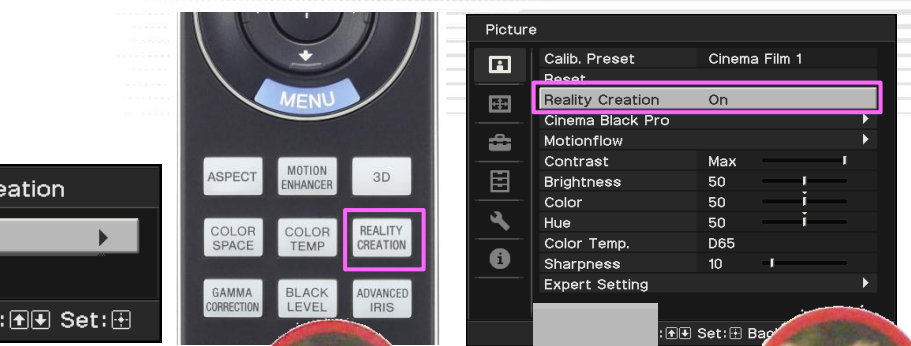 eation
: Set:
MENU
ASPECT
MOTION
ENHANCER
3D
COLOR
SPACE
COLOR
TEMP
REALITY
CREATION
GAMMA
CORRECTION
BLACK
LEVEL
ADVANCED
IRIS
Picture
Calib. Preset Cinema Film 1
Reset
Reality Creation On
Cinema Black Pro
Motionflow
Contrast Max
Brightness 50
Color 50
Hue 50
Color Temp. D65
Sharpness 10
Expert Setting
: Set: Bac